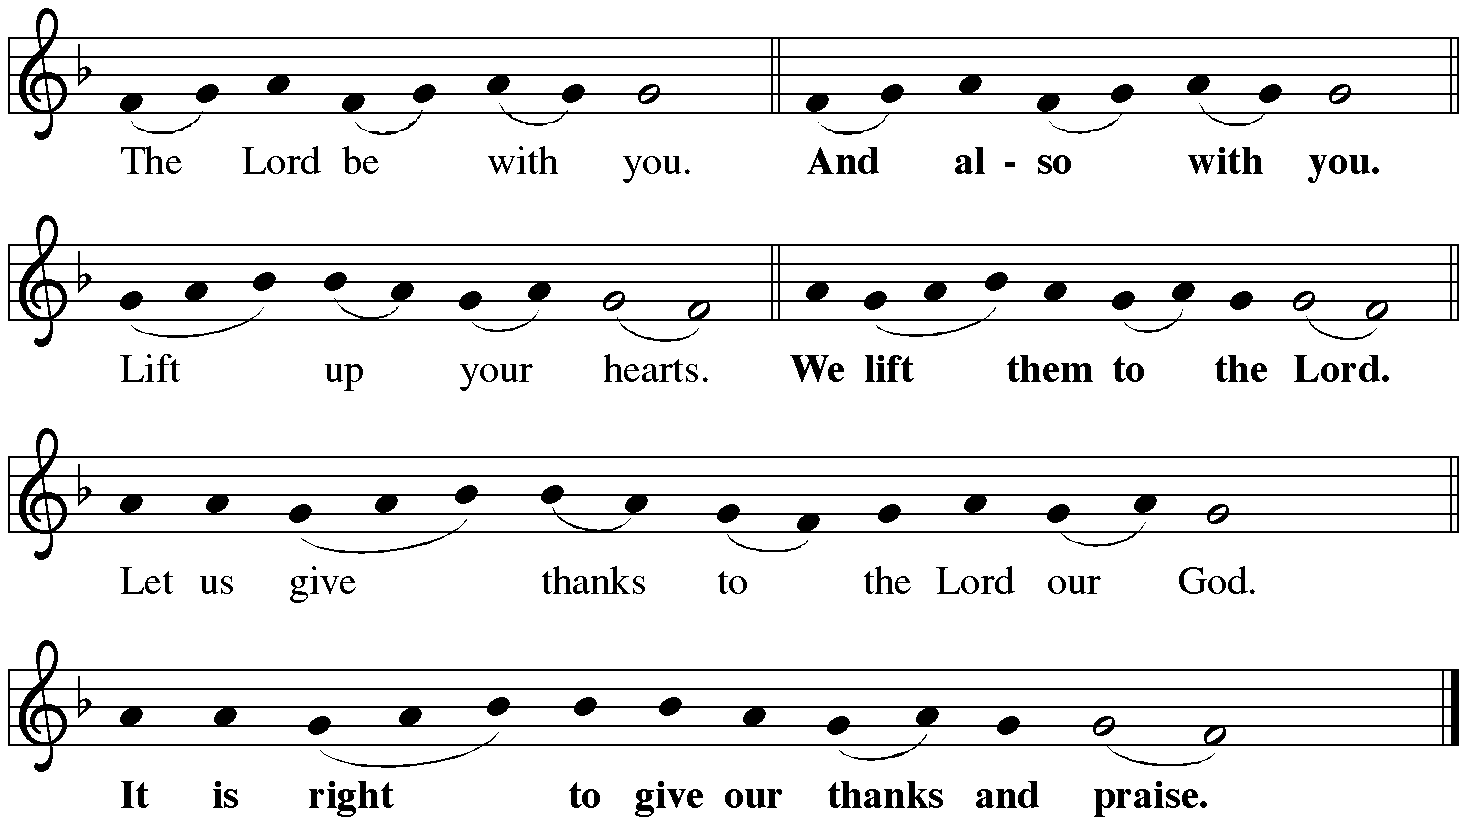 The Lord be with you. And al - so with you.
Lift up your hearts. We lift them to the Lord.
Let us give thanks to the Lord our God.
It is right to give our thanks and praise.